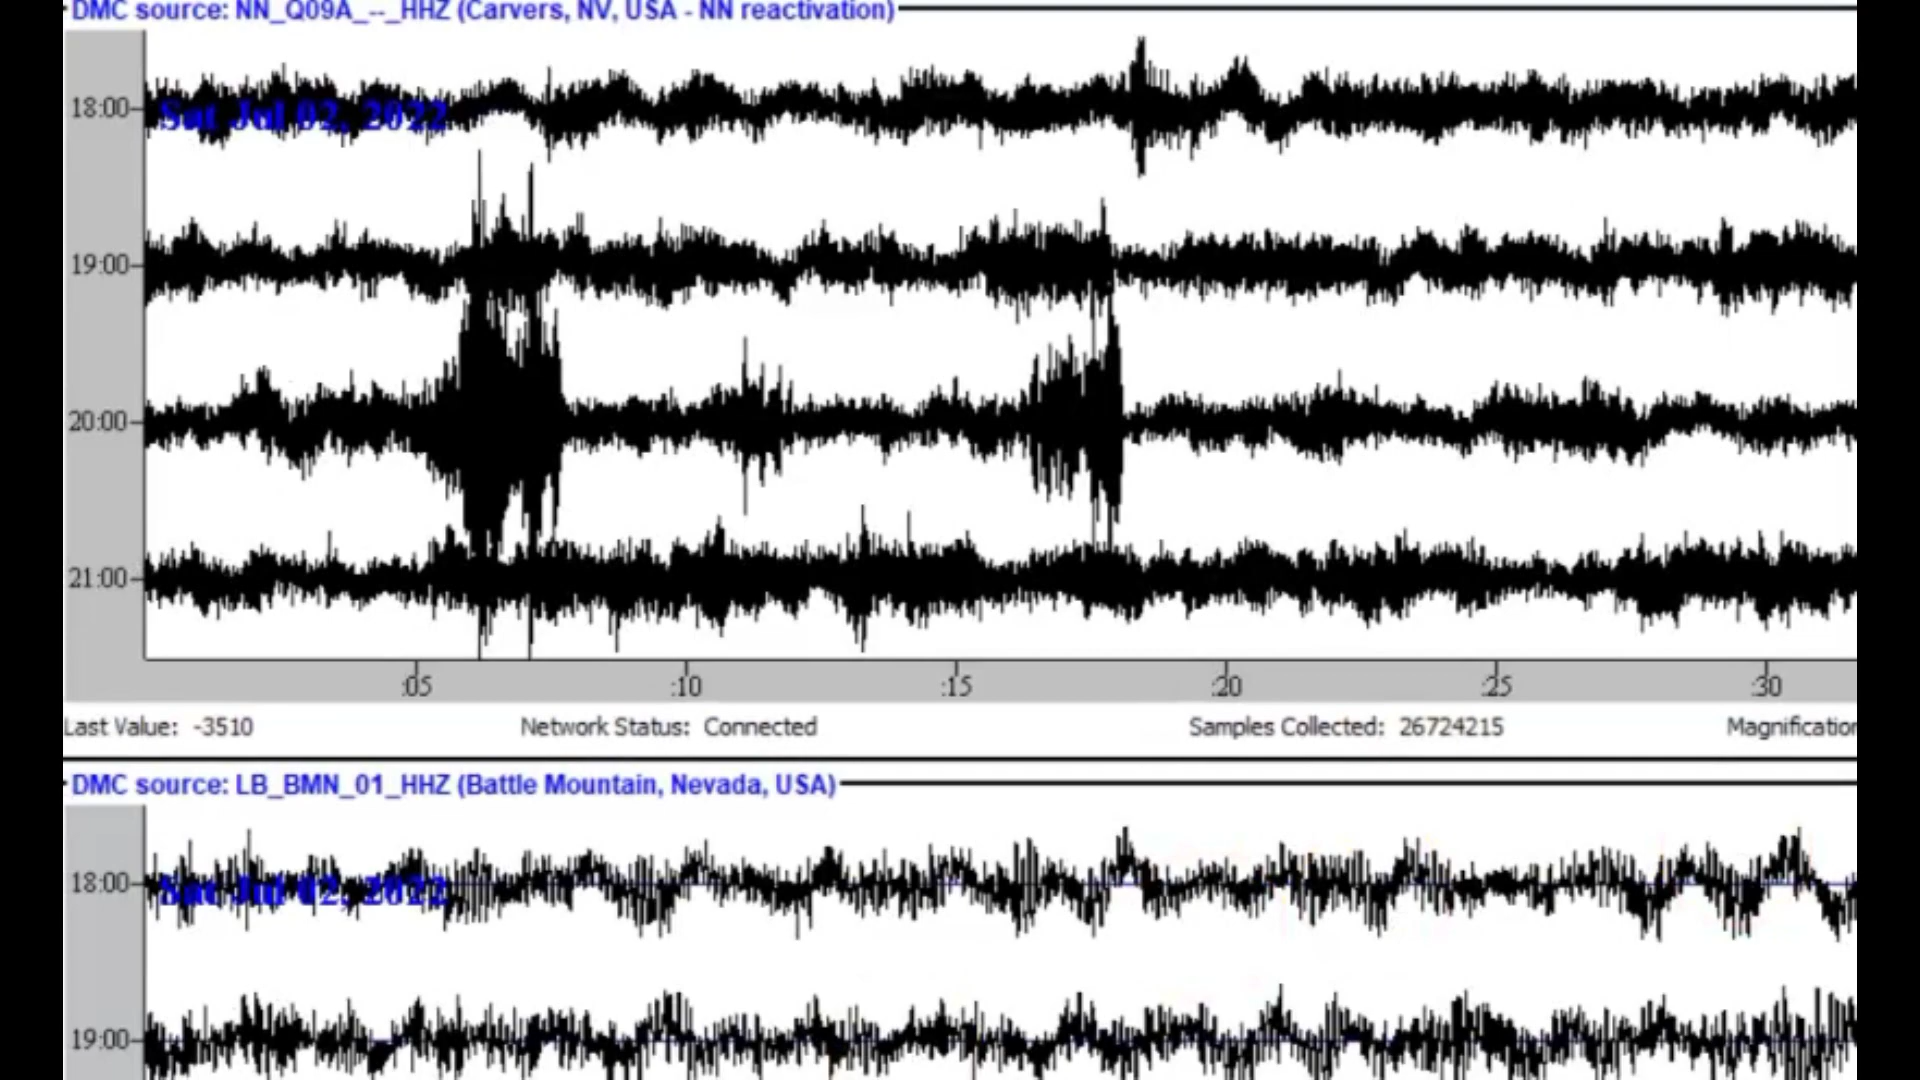 DMC source: NN_Q09A_--_HHZ (Carvers, NV, USA - NN reactivation)
18:00
Sat Jul 02, 2022
19:00
20:00
21:00
:05 :10 :15 :20 :25 :30
Last Value: -3510 Network Status: Connected Samples Collected: 26724215 Magnification
DMC source: LB_BMN_01_HHZ (Battle Mountain, Nevada, USA)
18:00
Sat Jul 02, 2022
19:00